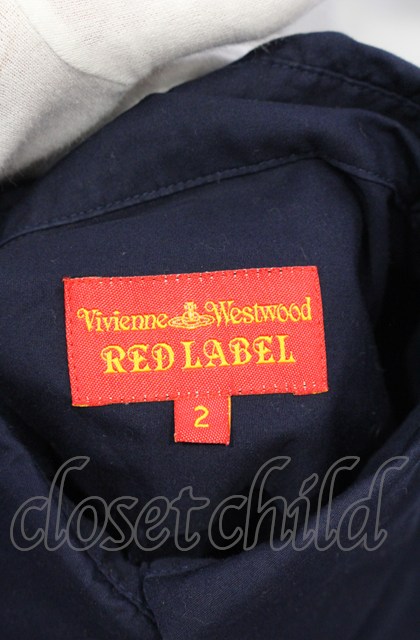 Vivienne Westwood
RED LABEL
2
closet child